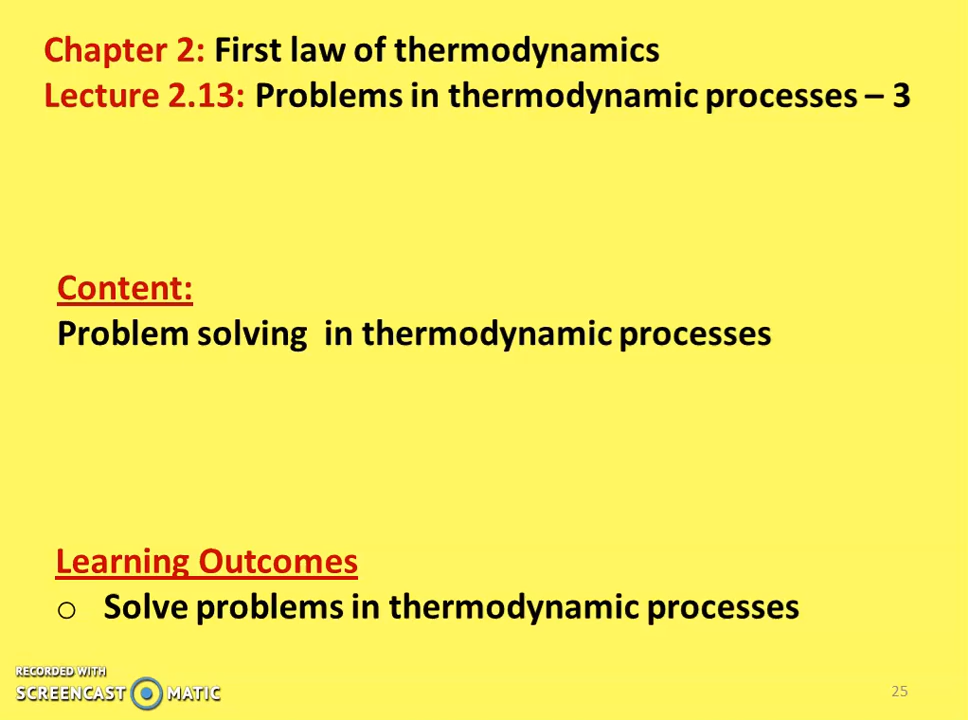 Chapter 2: First law of thermodynamics
Lecture 2.13: Problems in thermodynamic processes – 3
Content:
Problem solving in thermodynamic processes
Learning Outcomes
o Solve problems in thermodynamic processes
RECORDED WITH
SCREENCAST MATIC
25